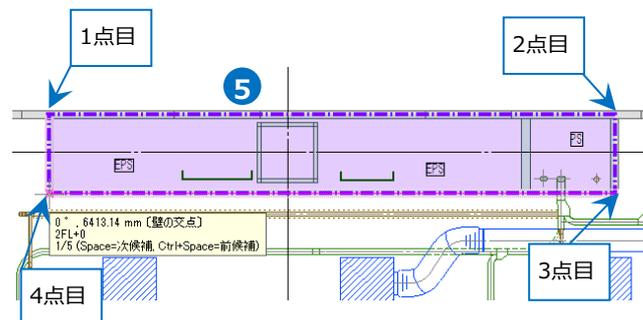 1点目
2点目
5
EPS
EPS
PS
0°, 6413.14 mm [壁の交点]
2FL+0
1/5 (Space=次候補, Ctrl+Space=前候補)
3点目
4点目